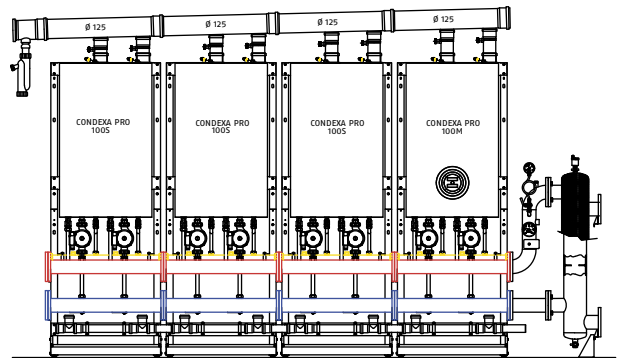 Ø 125
Ø 125
Ø 125
Ø 125
CONDEXA PRO
100S
CONDEXA PRO
100S
CONDEXA PRO
100S
CONDEXA PRO
100M